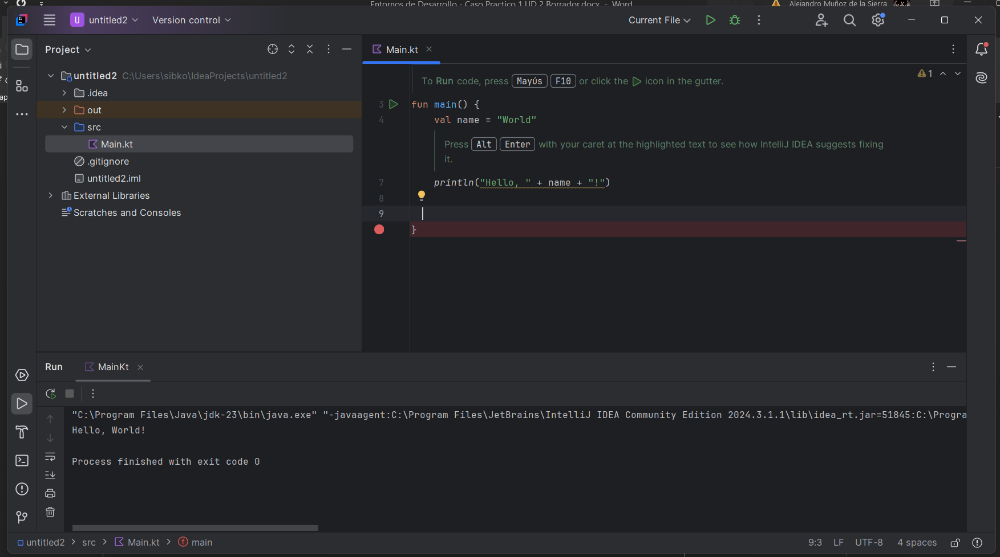 Entornos de Desarrollo - Caso Practico 1 UD 2 Borrador.docx - Word
Alejandro Muñoz de la Sierra
U untitled2
Version control
Current File
Project
Main.kt
untitled2 C:\Users\sibko\IdeaProjects\untitled2
.idea
out
src
Main.kt
.gitignore
untitled2.iml
External Libraries
Scratches and Consoles
To Run code, press Mayús F10 or click the icon in the gutter.
1
3 fun main() {
4 val name = "World"
Press Alt Enter with your caret at the highlighted text to see how IntelliJ IDEA suggests fixing
it.
7 println("Hello, " + name + "!")
8
9
}
Run
MainKt
"C:\Program Files\Java\jdk-23\bin\java.exe" "-javaagent:C:\Program Files\JetBrains\IntelliJ IDEA Community Edition 2024.3.1.1\lib\idea_rt.jar=51845:C:\Progra
Hello, World!
Process finished with exit code 0
untitled2 > src > Main.kt > main
9:3 LF UTF-8 4 spaces